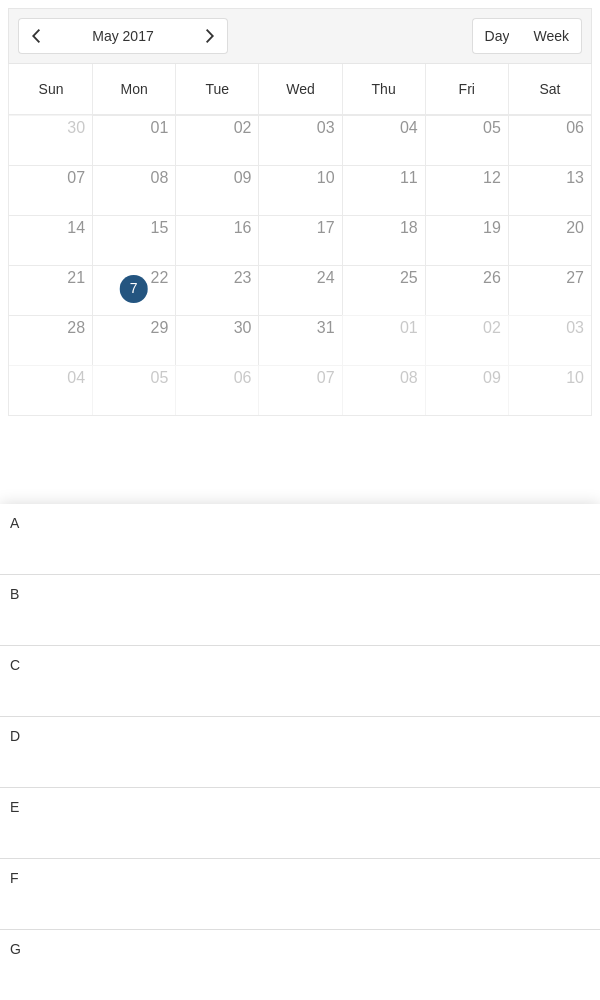 May 2017 Day Week
Sun Mon Tue Wed Thu Fri Sat
30 01 02 03 04 05 06
07 08 09 10 11 12 13
14 15 16 17 18 19 20
21 22 23 24 25 26 27
7
28 29 30 31 01 02 03
04 05 06 07 08 09 10
A
B
C
D
E
F
G